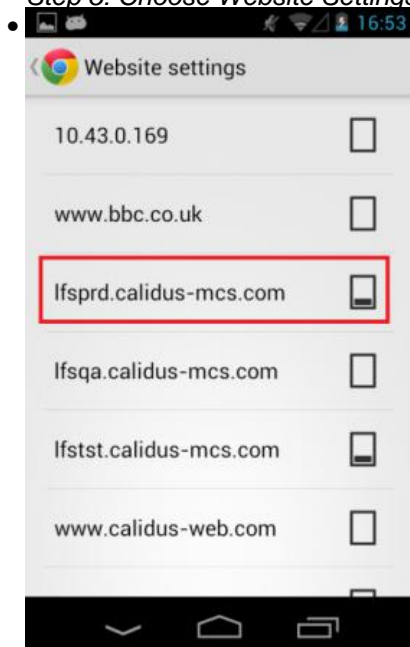 Step 3: Choose Website Settings
16:53
Website settings
10.43.0.169
www.bbc.co.uk
lfsprd.calidus-mcs.com
lfsqa.calidus-mcs.com
lfstst.calidus-mcs.com
www.calidus-web.com